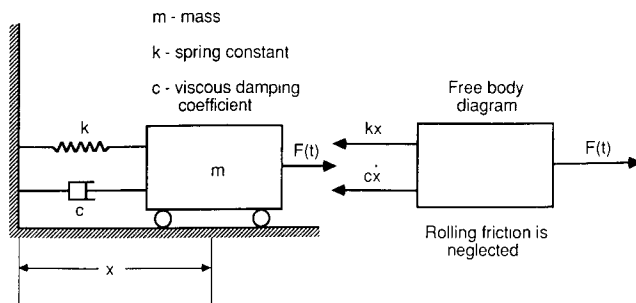 m - mass
k - spring constant
c - viscous damping
coefficient
k
c
m
F(t)
x
Free body
diagram
kx
cẋ
F(t)
Rolling friction is
neglected